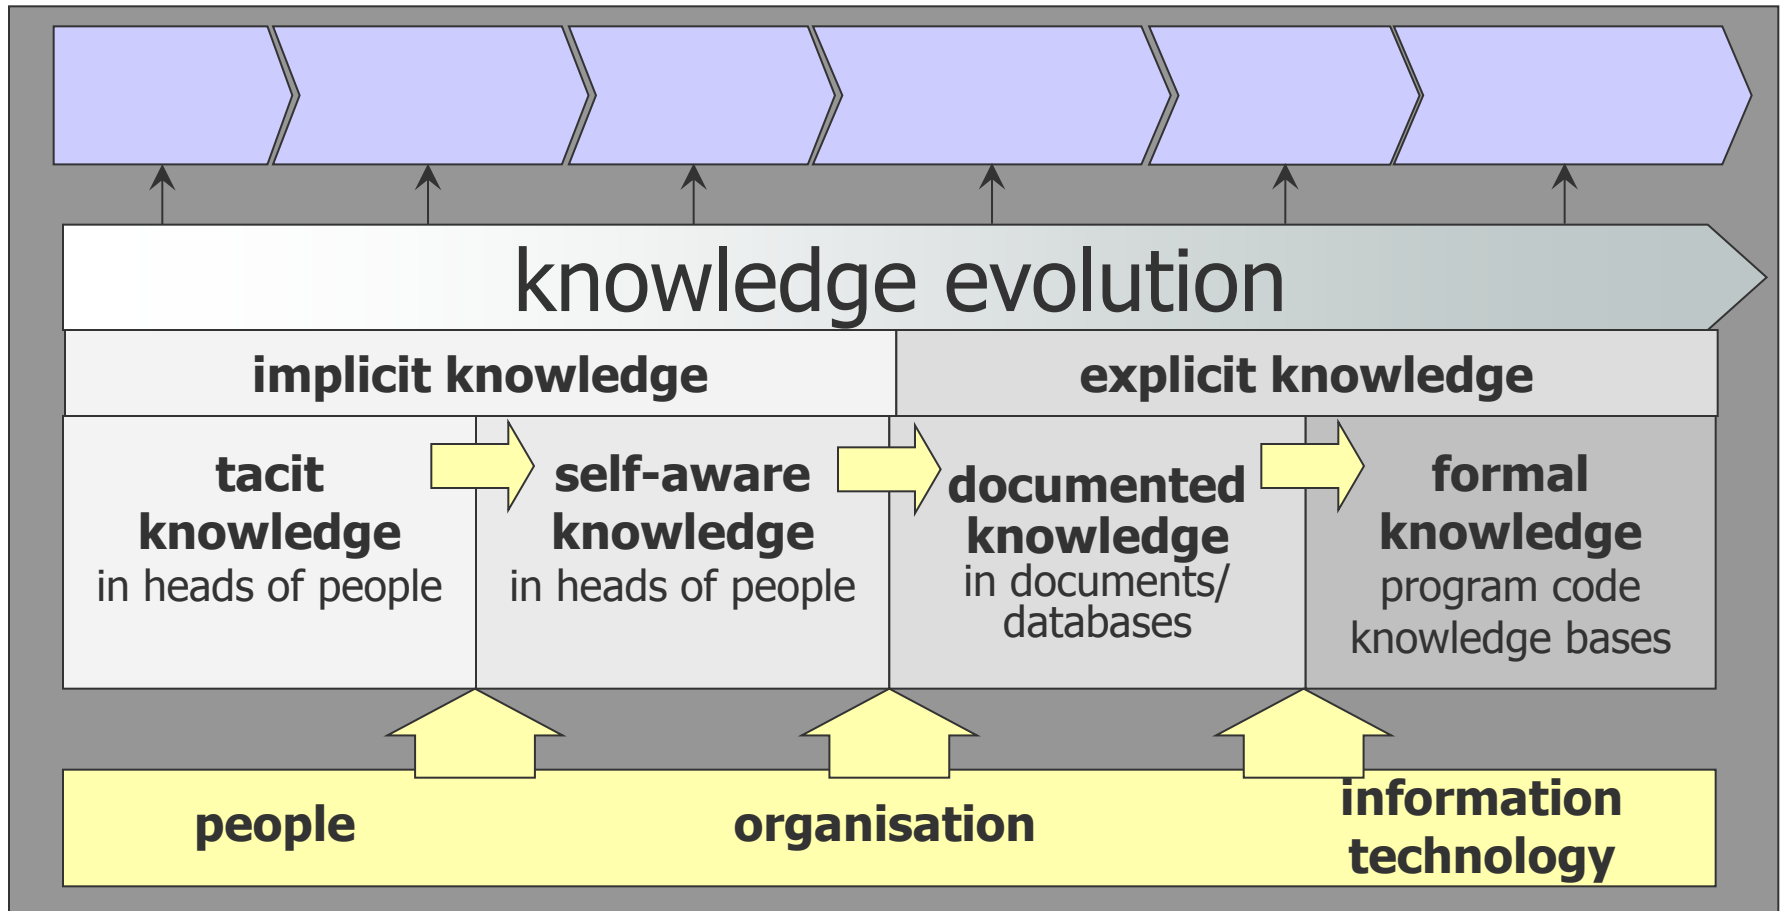 knowledge evolution
implicit knowledge
explicit knowledge
tacit
knowledge
in heads of people
self-aware
knowledge
in heads of people
documented
knowledge
in documents/
databases
formal
knowledge
program code
knowledge bases
people
organisation
information
technology